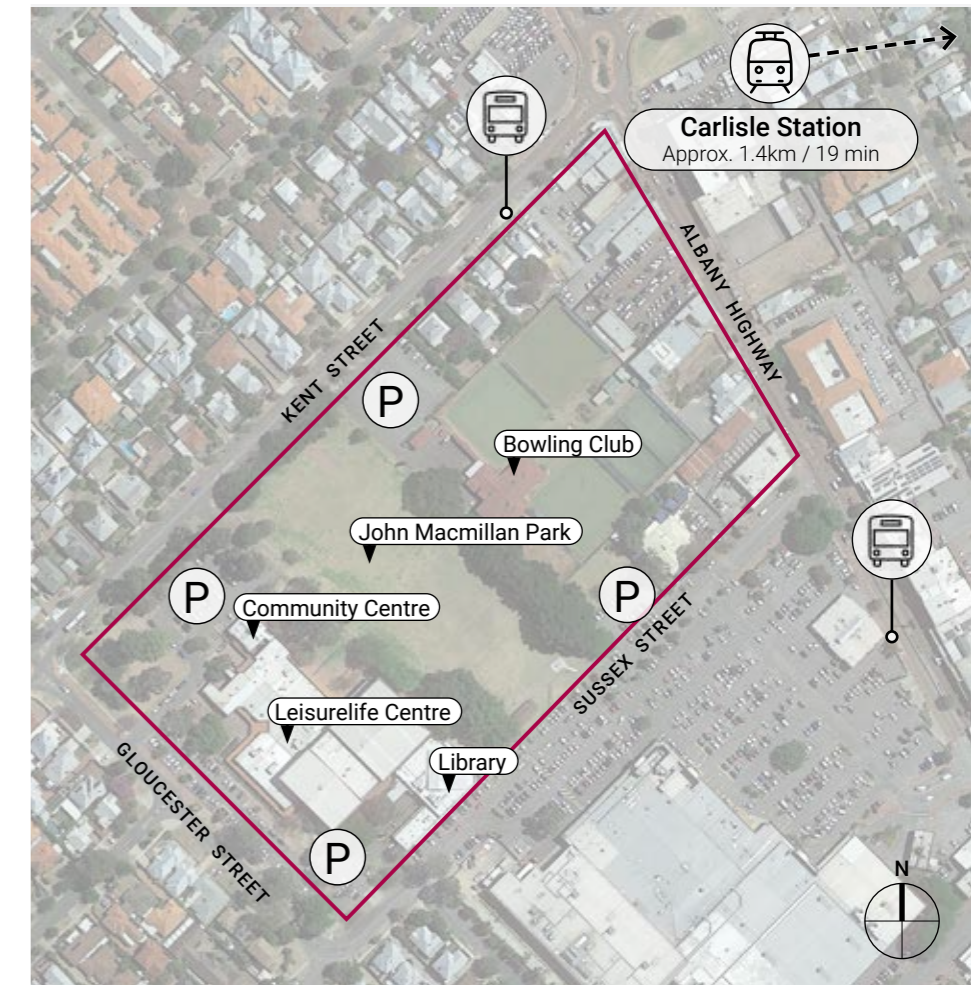 Carlisle Station
Approx. 1.4km / 19 min
ALBANY HIGHWAY
KENT STREET
P
Bowling Club
John Macmillan Park
P
P
Community Centre
SUSSEX STREET
Leisurelife Centre
Library
GLOUCESTER STREET
P
N